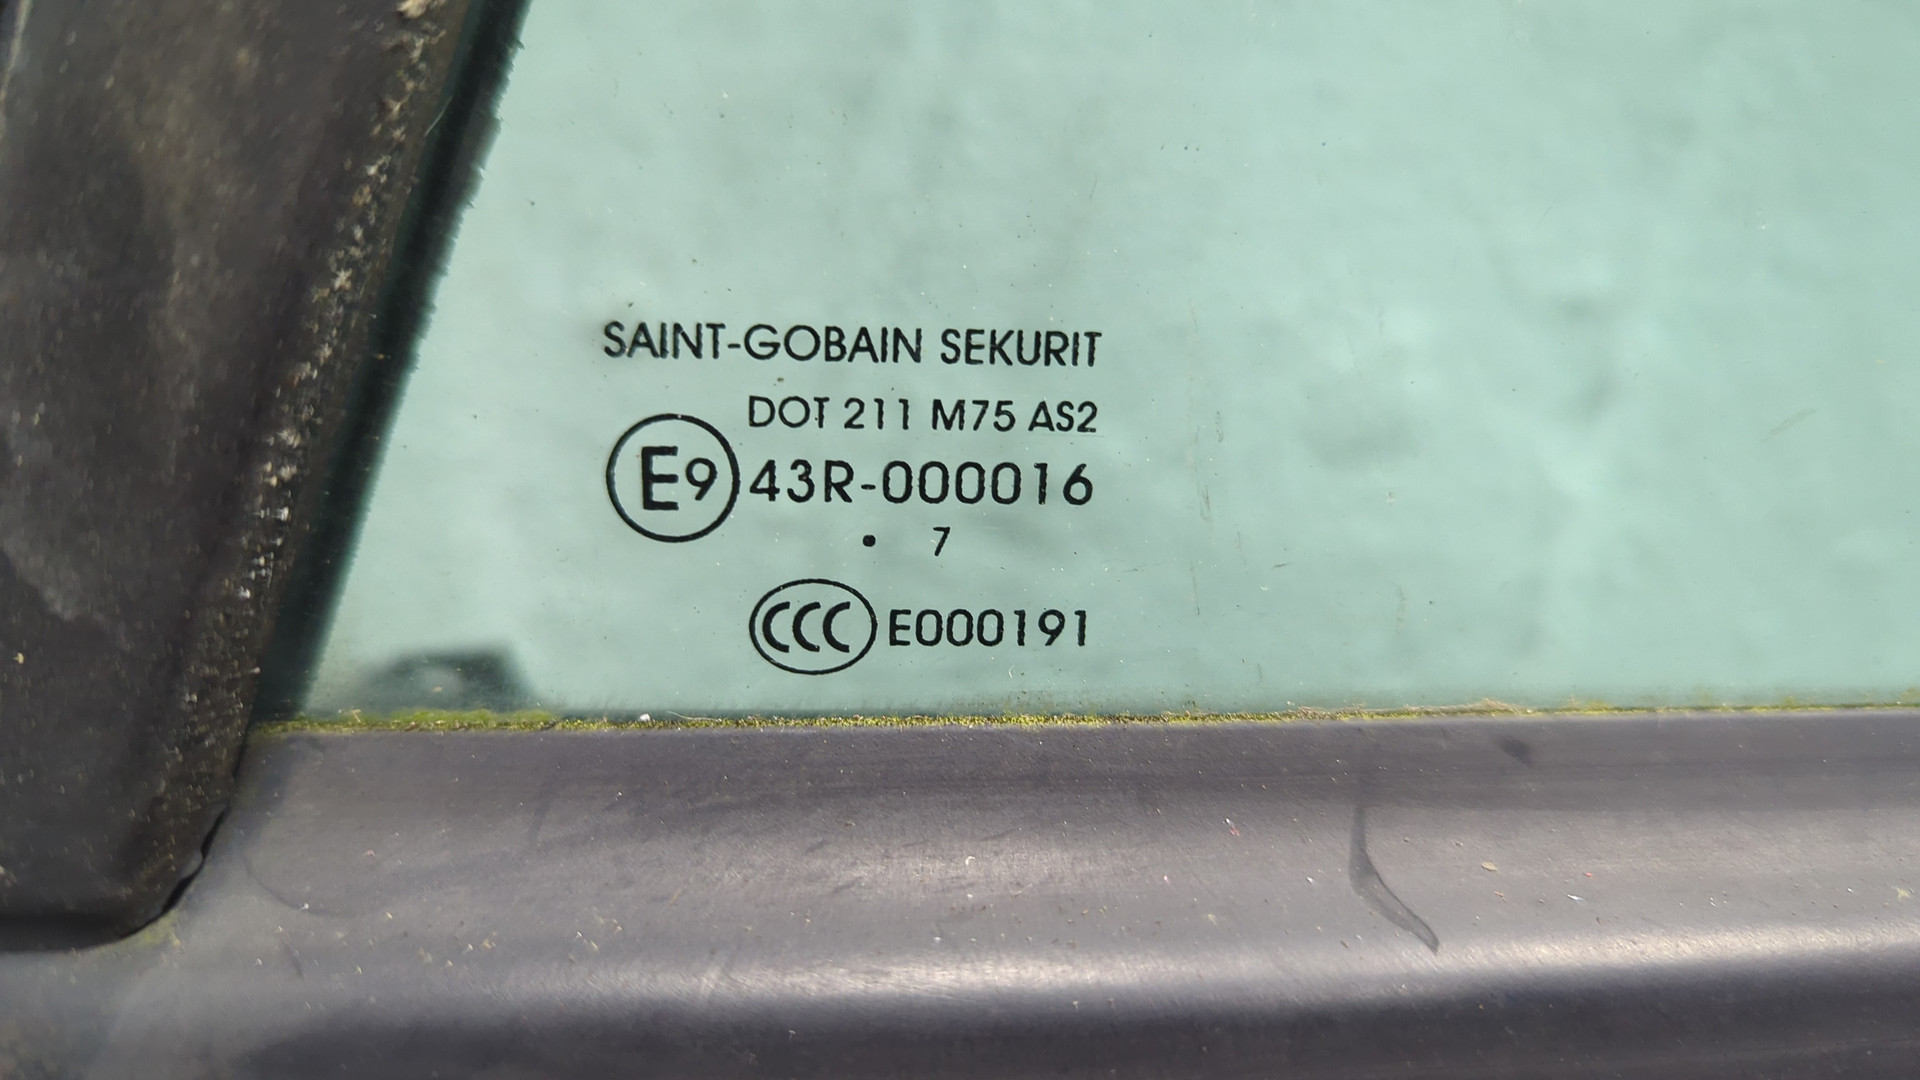 SAINT-GOBAIN SEKURIT
DOT 211 M75 AS2
E9 43R-000016
• 7
CCC E000191